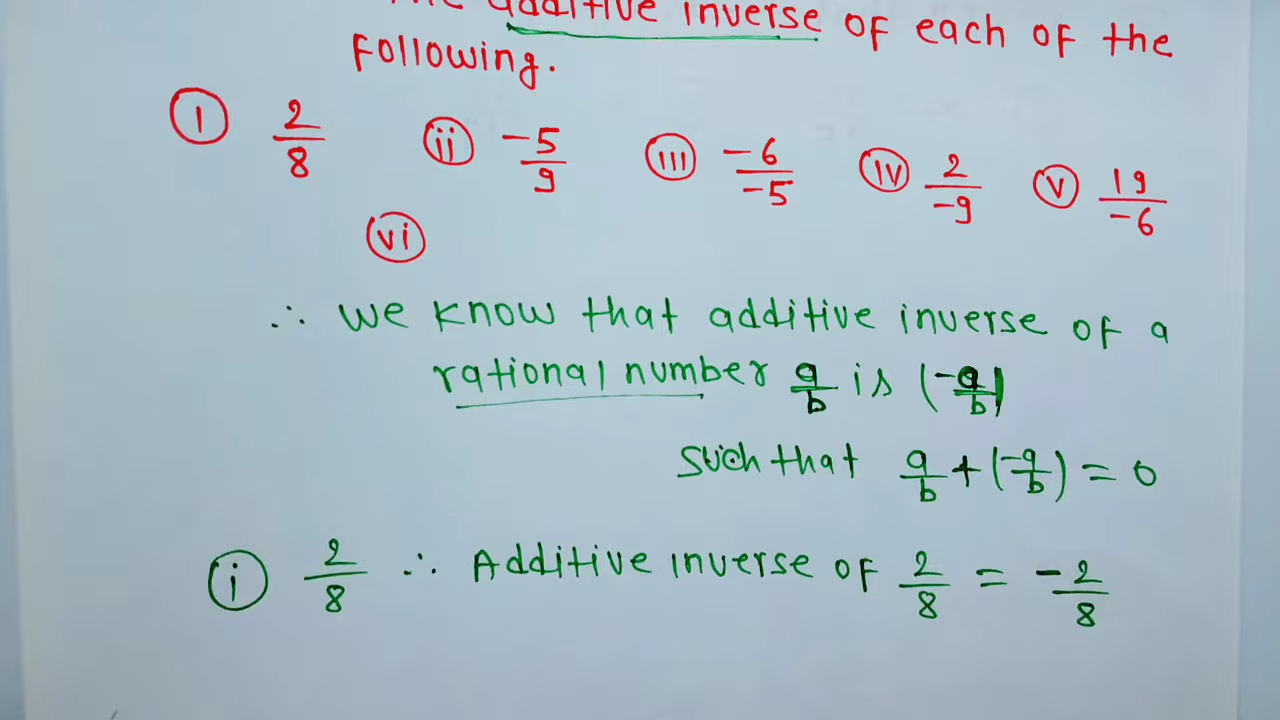 The additive inverse of each of the
Following.
(i) 2/8 (ii) -5/9 (iii) -6/-5 (iv) 2/-9 (v) 19/-6
(vi)
∴ We know that additive inverse of a
rational number a/b is (-a/b)
such that a/b + (-a/b) = 0
(i) 2/8 ∴ Additive inverse of 2/8 = -2/8